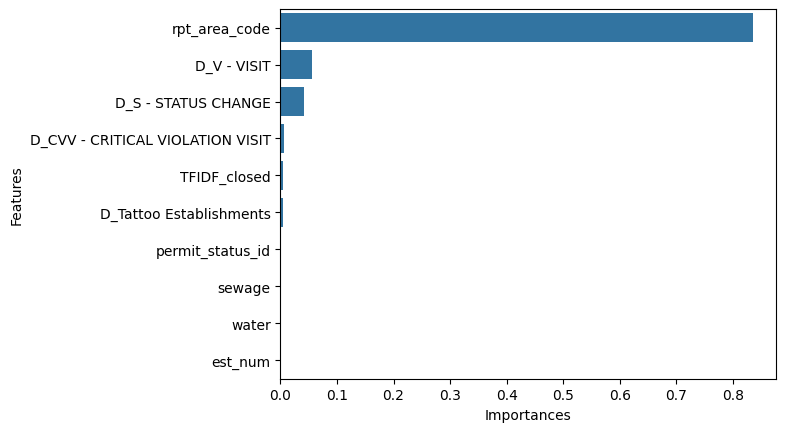 rpt_area_code
D_V - VISIT
D_S - STATUS CHANGE
D_CVV - CRITICAL VIOLATION VISIT
TFIDF_closed
D_Tattoo Establishments
permit_status_id
sewage
water
est_num
Features
0.0 0.1 0.2 0.3 0.4 0.5 0.6 0.7 0.8
Importances